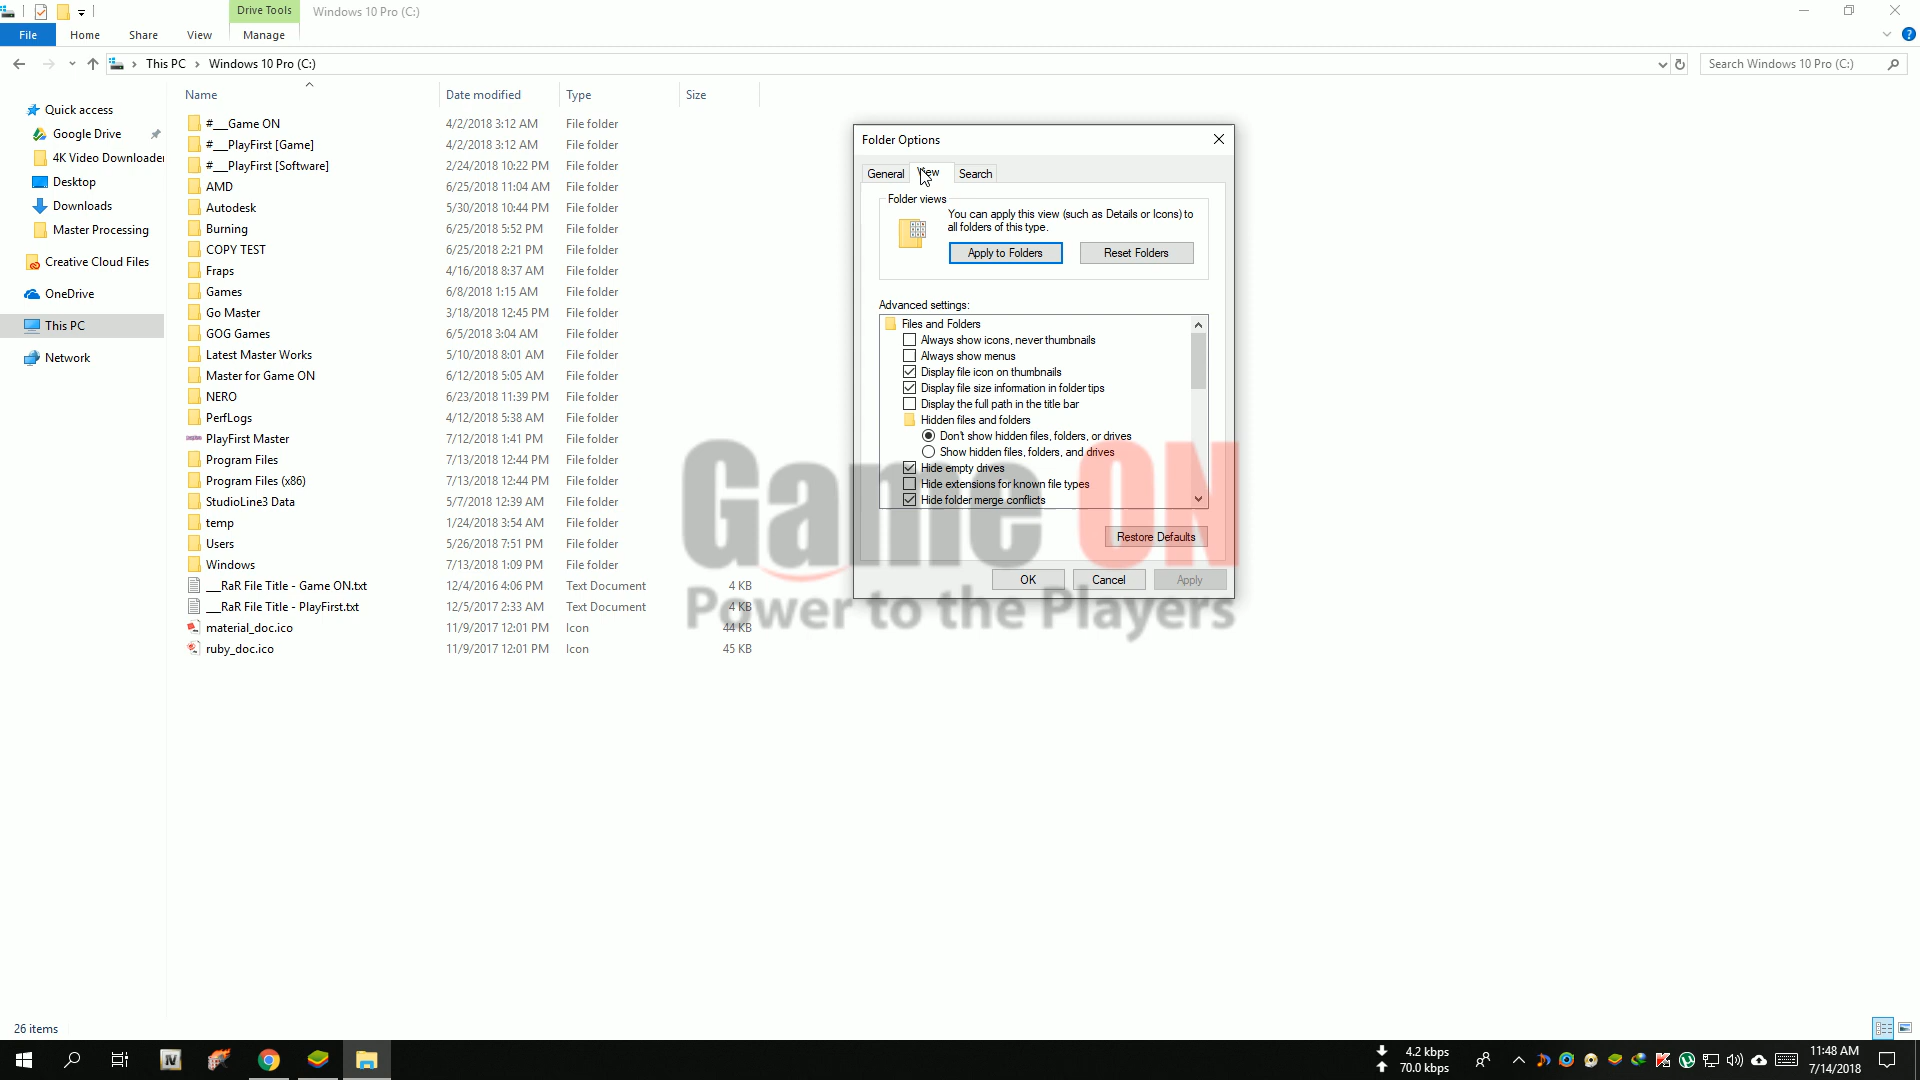 Drive Tools
Windows 10 Pro (C:)
File
Home
Share
View
Manage
This PC
Windows 10 Pro (C:)
Search Windows 10 Pro (C:)
Name
Date modified
Type
Size
Quick access
Google Drive
4K Video Downloader
Desktop
Downloads
Master Processing
Creative Cloud Files
OneDrive
This PC
Network
#__Game ON 4/2/2018 3:12 AM File folder
#__PlayFirst [Game] 4/2/2018 3:12 AM File folder
#__PlayFirst [Software] 2/24/2018 10:22 PM File folder
AMD 6/25/2018 11:04 AM File folder
Autodesk 5/30/2018 10:44 PM File folder
Burning 6/25/2018 5:52 PM File folder
COPY TEST 6/25/2018 2:21 PM File folder
Fraps 4/16/2018 8:37 AM File folder
Games 6/8/2018 1:15 AM File folder
Go Master 3/18/2018 12:45 PM File folder
GOG Games 6/5/2018 3:04 AM File folder
Latest Master Works 5/10/2018 8:01 AM File folder
Master for Game ON 6/12/2018 5:05 AM File folder
NERO 6/23/2018 11:39 PM File folder
PerfLogs 4/12/2018 5:38 AM File folder
PlayFirst Master 7/12/2018 1:41 PM File folder
Program Files 7/13/2018 12:44 PM File folder
Program Files (x86) 7/13/2018 12:44 PM File folder
StudioLine3 Data 5/7/2018 12:39 AM File folder
temp 1/24/2018 3:54 AM File folder
Users 5/26/2018 7:51 PM File folder
Windows 7/13/2018 1:09 PM File folder
___RaR File Title - Game ON.txt 12/4/2016 4:06 PM Text Document 4 KB
___RaR File Title - PlayFirst.txt 12/5/2017 2:33 AM Text Document 4 KB
material_doc.ico 11/9/2017 12:01 PM Icon 44 KB
ruby_doc.ico 11/9/2017 12:01 PM Icon 45 KB
Folder Options
General
View
Search
Folder views
You can apply this view (such as Details or Icons) to
all folders of this type.
Apply to Folders
Reset Folders
Advanced settings:
Files and Folders
Always show icons, never thumbnails
Always show menus
Display file icon on thumbnails
Display file size information in folder tips
Display the full path in the title bar
Hidden files and folders
Don't show hidden files, folders, or drives
Show hidden files, folders, and drives
Hide empty drives
Hide extensions for known file types
Hide folder merge conflicts
Restore Defaults
OK
Cancel
Apply
Game ON
Power to the Players
26 items
4.2 kbps
70.0 kbps
11:48 AM
7/14/2018